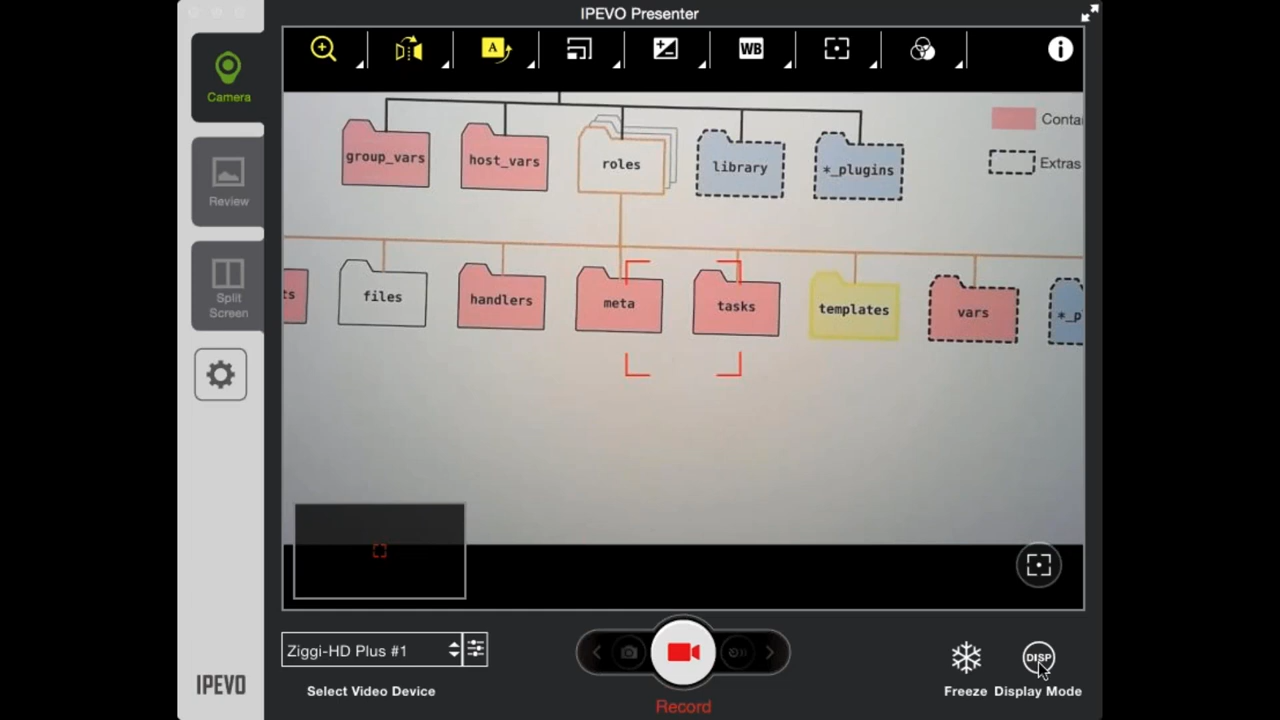 IPEVO Presenter
A
WB
i
Camera
Review
Split
Screen
group_vars
host_vars
roles
library
*_plugins
Extras
files
handlers
meta
tasks
templates
vars
Ziggi-HD Plus #1
Select Video Device
Record
DISP
Freeze
Display Mode
IPEVO